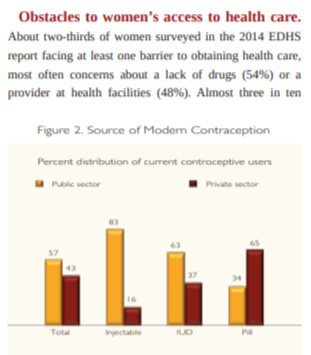 Obstacles to women's access to health care.
About two-thirds of women surveyed in the 2014 EDHS
report facing at least one barrier to obtaining health care,
most often concerns about a lack of drugs (54%) or a
provider at health facilities (48%). Almost three in ten
Figure 2. Source of Modern Contraception
Percent distribution of current controceptive users
Public sector Private sector
57 43 83 16 63 37 34 65
Total Injectable IUD Pill